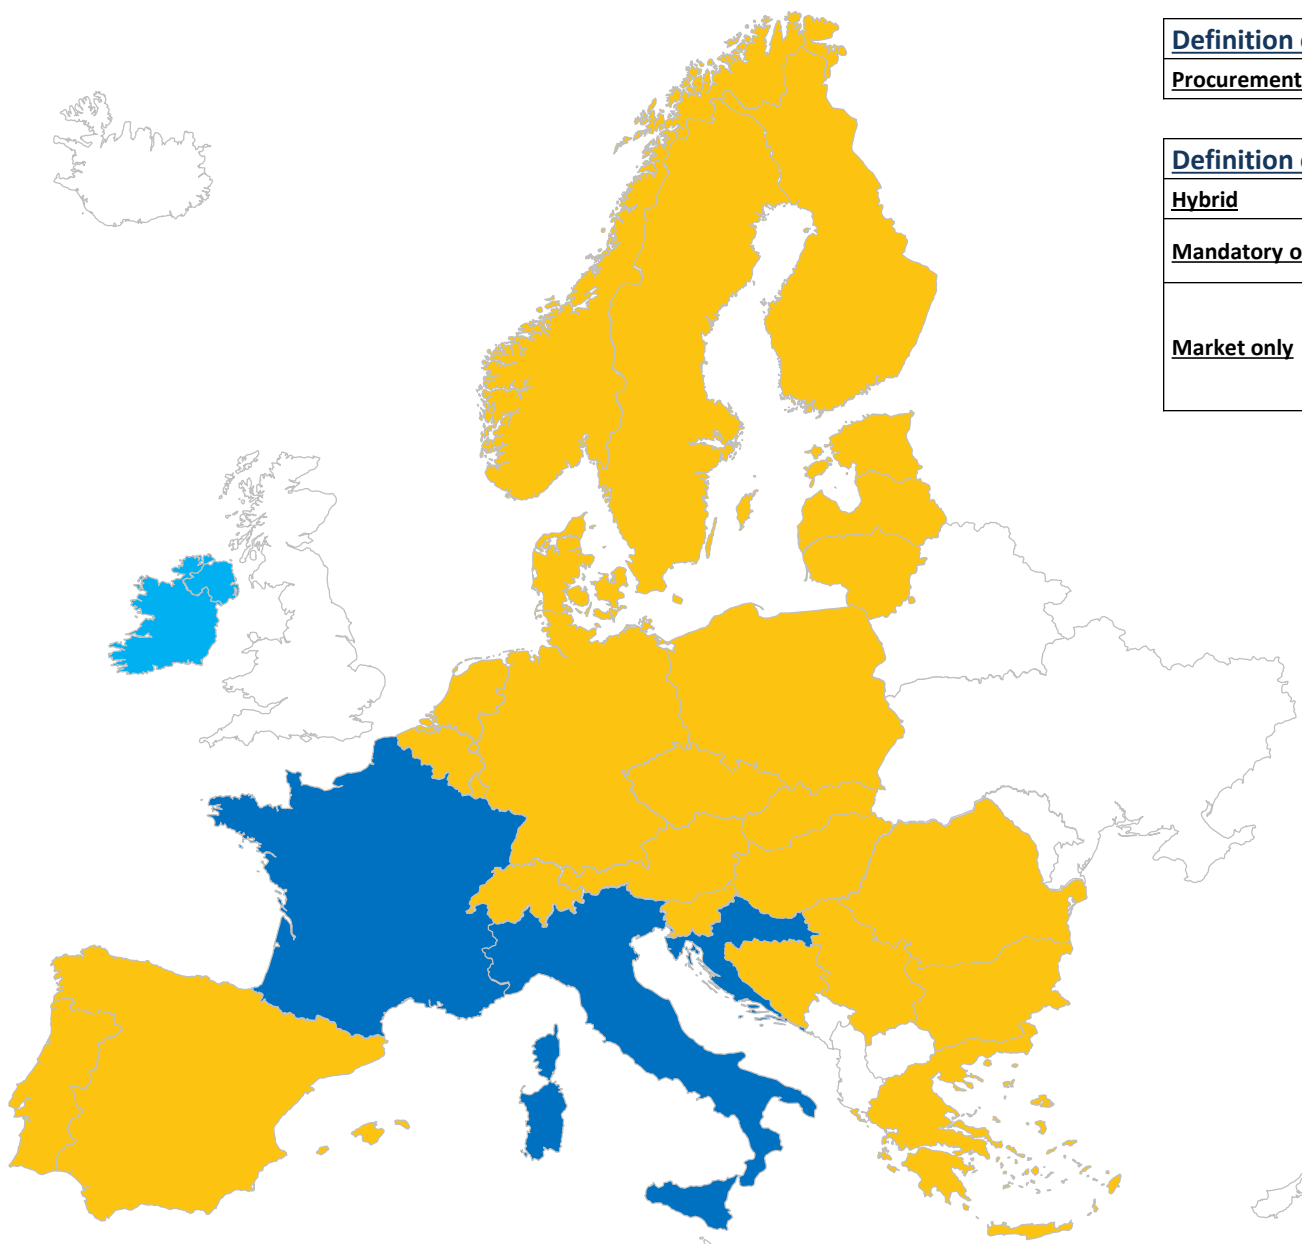 Definition
Procurement
Definition
Hybrid
Mandatory
Market only